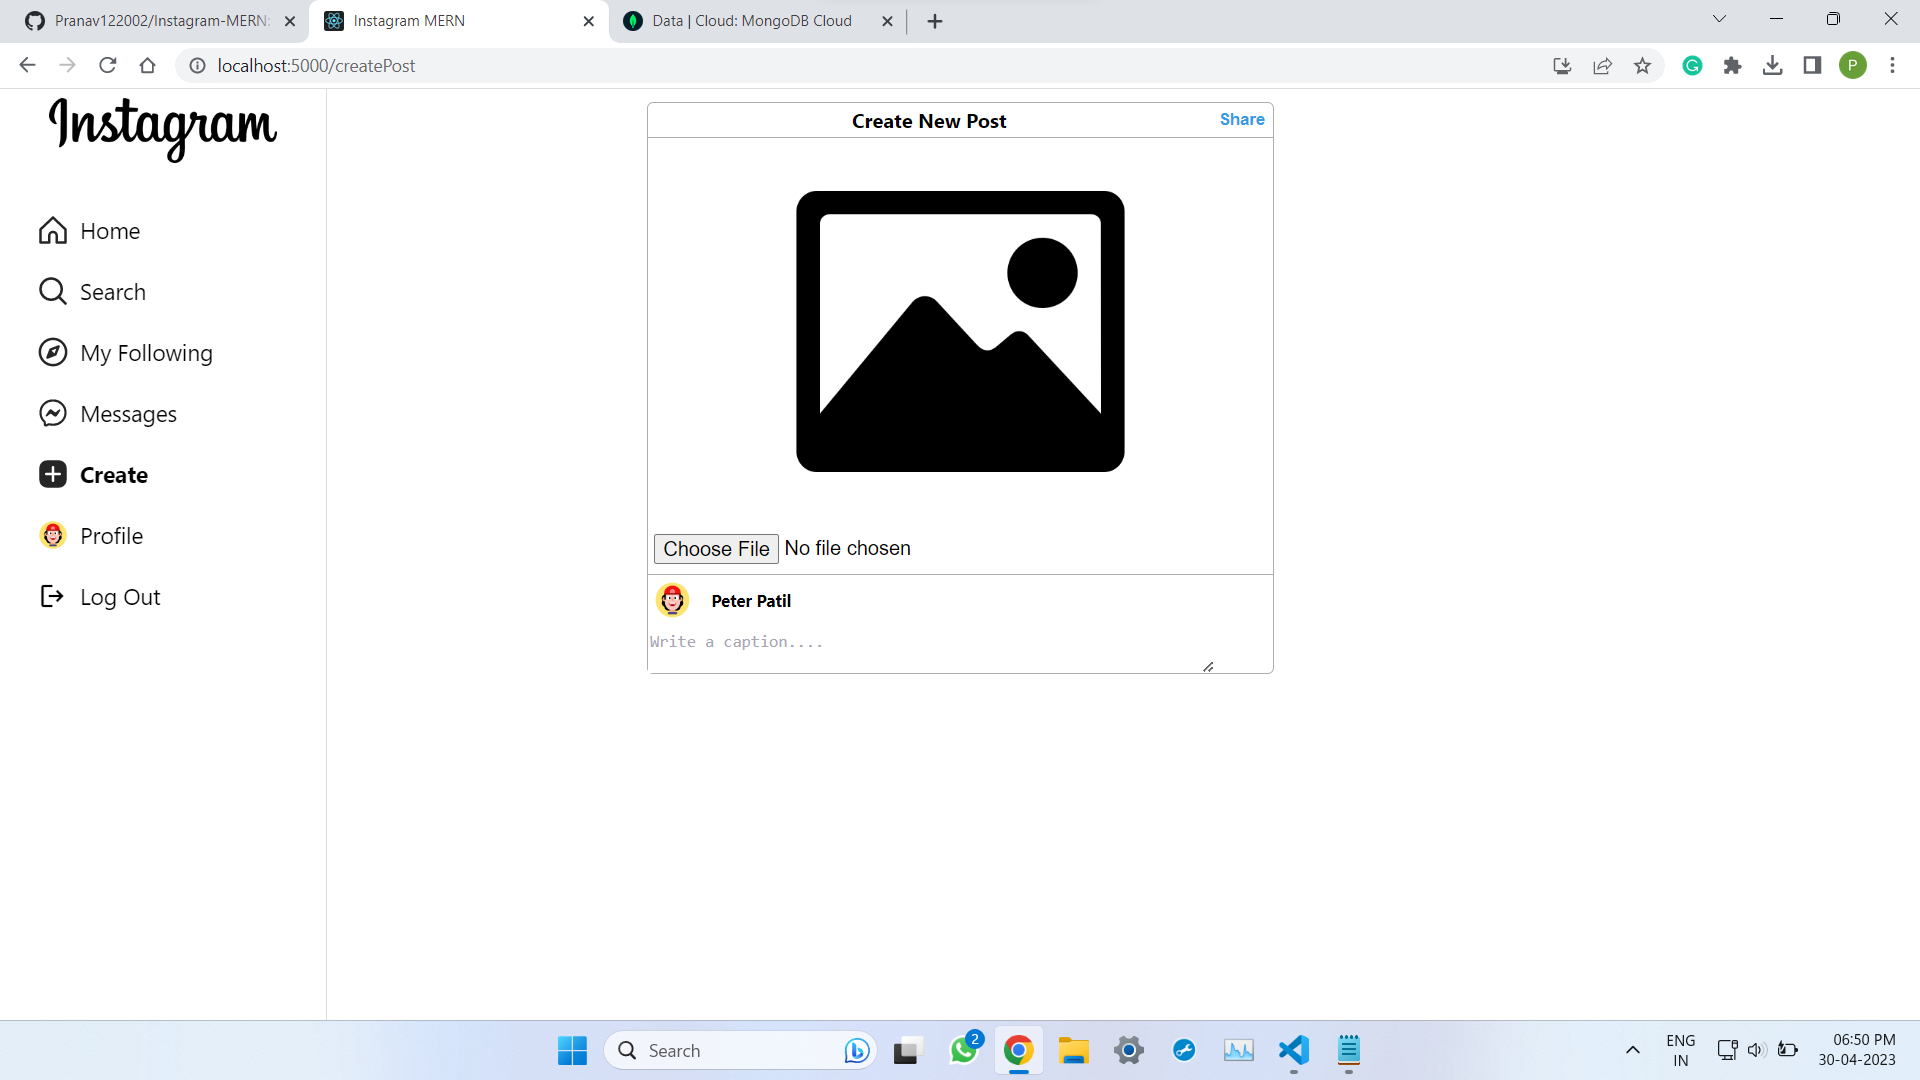 Pranav122002/Instagram-MERN:
Instagram MERN
Data | Cloud: MongoDB Cloud
localhost:5000/createPost
P
Instagram
Home
Search
My Following
Messages
Create
Profile
Log Out
Create New Post
Share
Choose File No file chosen
Peter Patil
Write a caption....
Search
2
ENG
IN
06:50 PM
30-04-2023